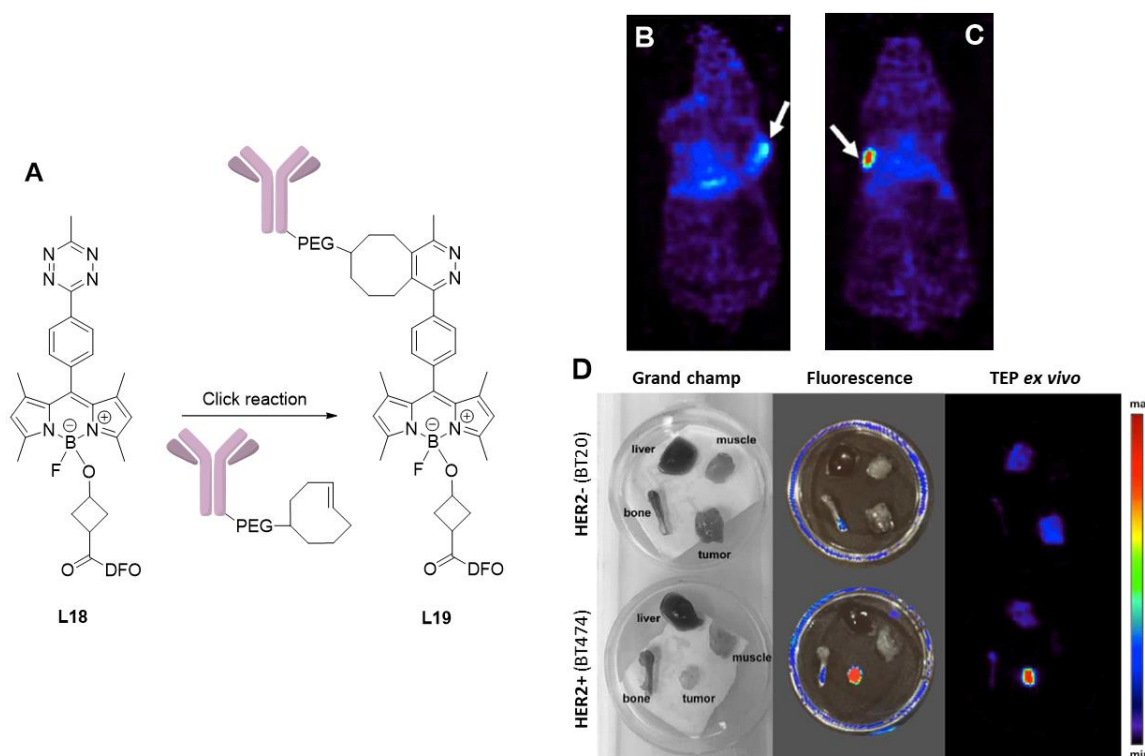 A
N
N
N
N
F
B
N
N
O
O
DFO
L18
Click reaction
PEG
PEG
N
N
F
B
N
N
O
O
DFO
L19
B
C
D
Grand champ
Fluorescence
TEP ex vivo
HER2- (BT20)
liver
muscle
bone
tumor
HER2+ (BT474)
liver
muscle
bone
tumor